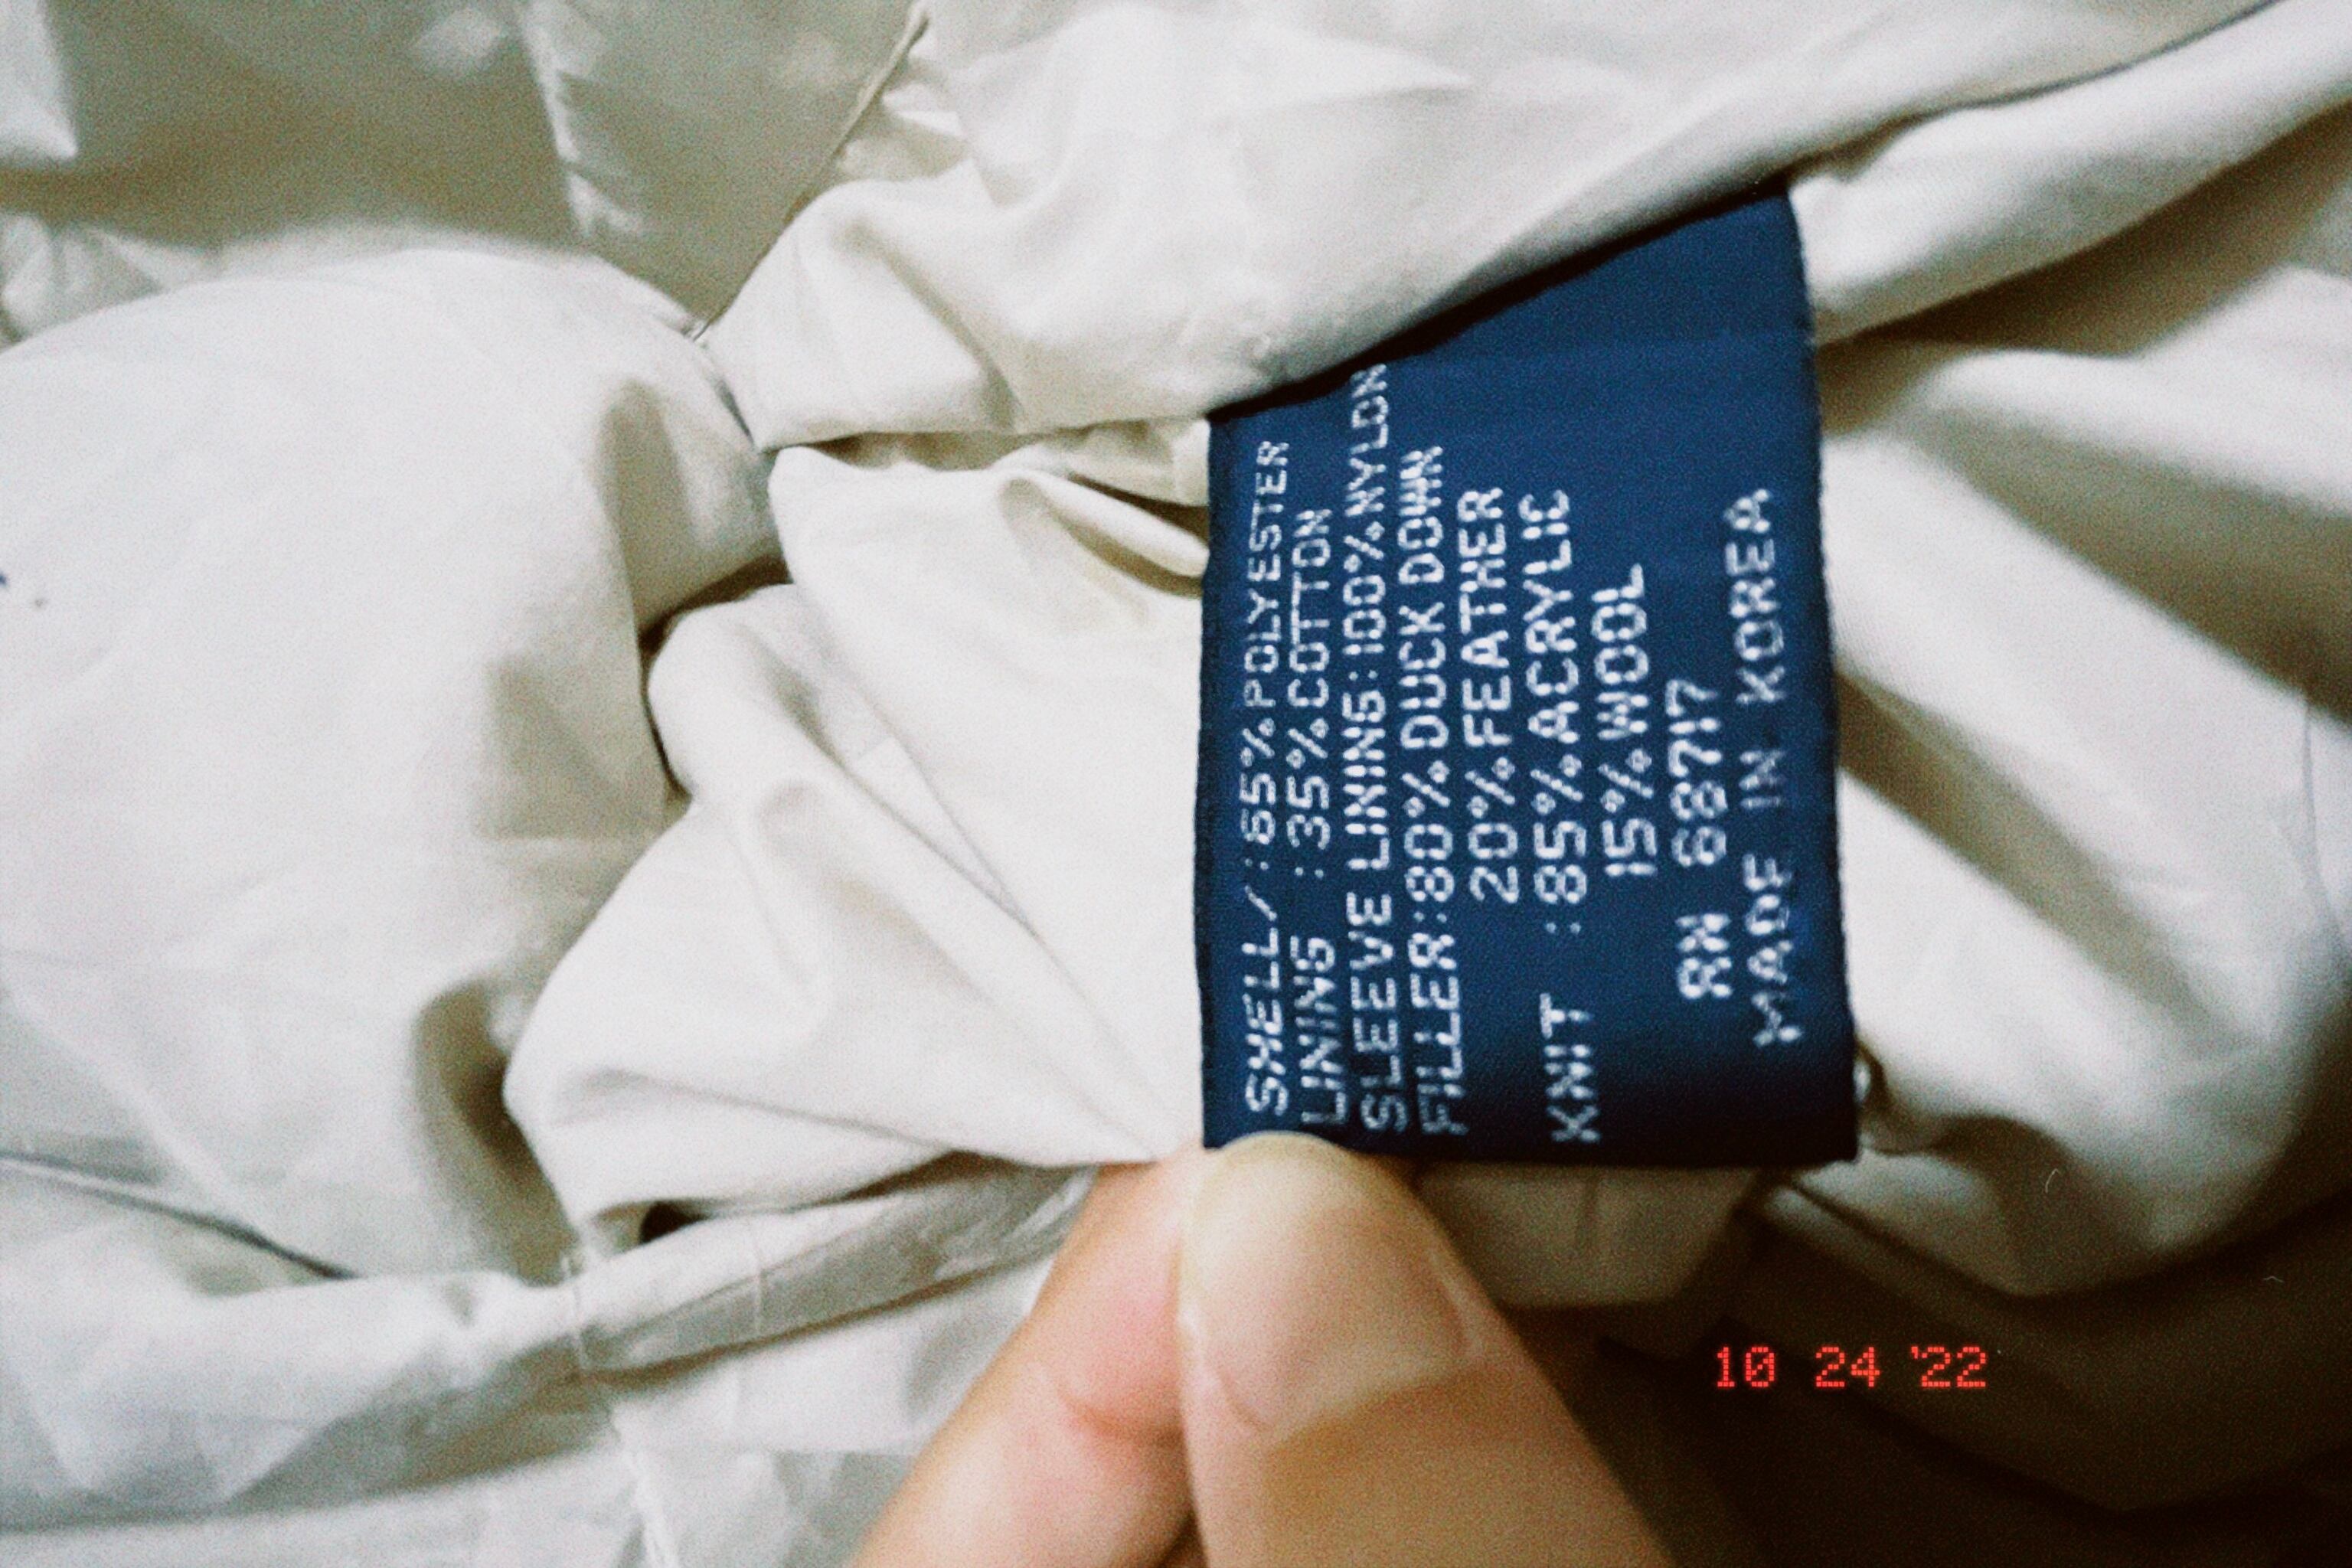 SHELL/:65%POLYESTER
LINING :35%COTTON
SLEEVE LINING:100%NYLON
FILLER:80%DUCK DOWN
20%FEATHER
KNIT :85%ACRYLIC
15%WOOL
RN 68717
MADE IN KOREA
10 24 '22